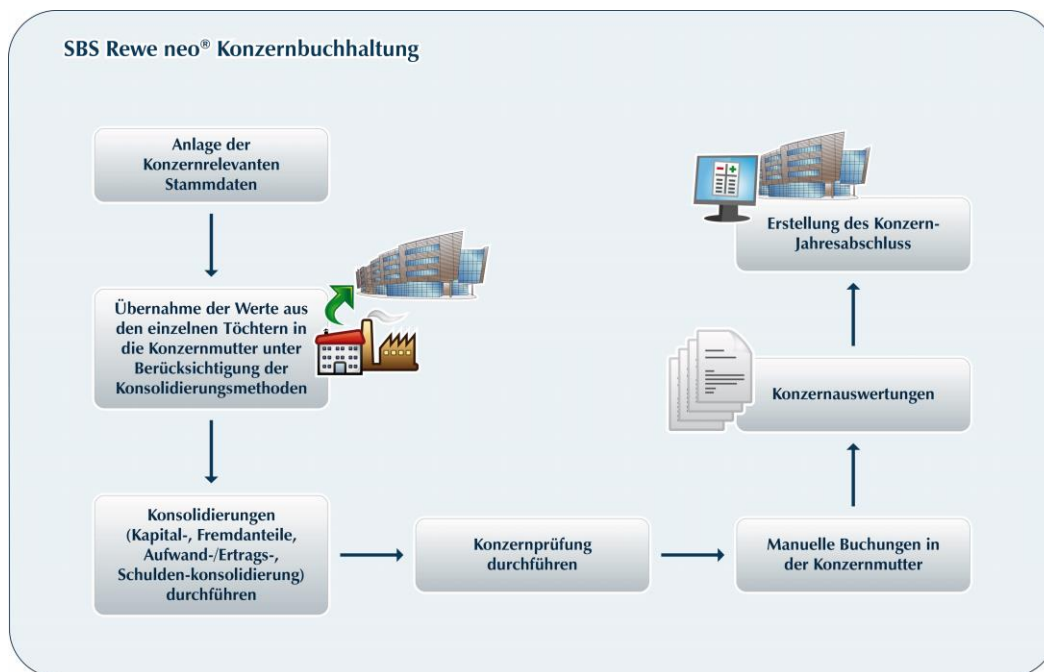 SBS Rewe neo® Konzernbuchhaltung
Anlage der
Konzernrelevanten
Stammdaten
Übernahme der Werte aus
den einzelnen Töchtern in
die Konzernmutter unter
Berücksichtigung der
Konsolidierungsmethoden
Konsolidierungen
(Kapital-, Fremdanteile,
Aufwand-/Ertrags-,
Schulden-konsolidierung)
durchführen
Konzernprüfung
durchführen
Manuelle Buchungen in
der Konzernmutter
Konzernauswertungen
Erstellung des Konzern-
Jahresabschluss